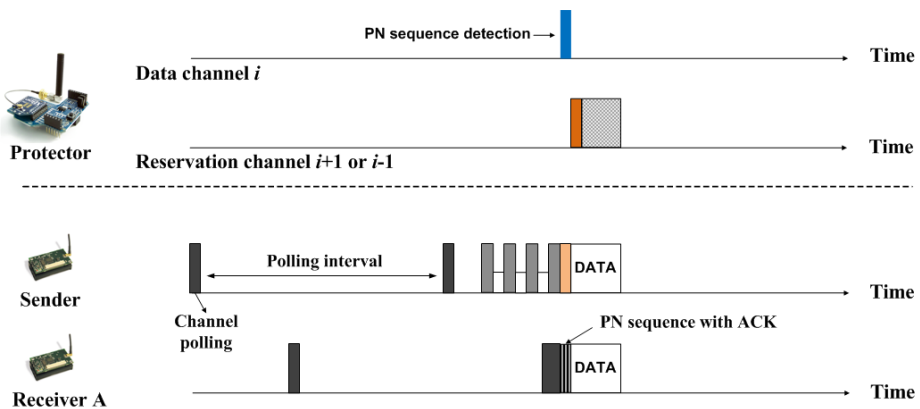 PN sequence detection
Time
Data channel i
Protector
Reservation channel i+1 or i-1
Time
Polling interval
DATA
Sender
Time
Channel
polling
PN sequence with ACK
DATA
Receiver A
Time